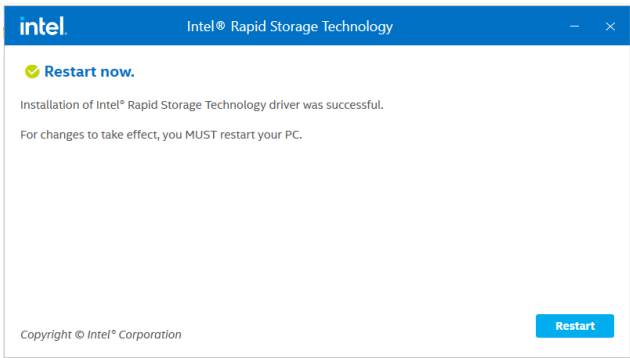 intel.
Intel® Rapid Storage Technology
Restart now.
Installation of Intel® Rapid Storage Technology driver was successful.
For changes to take effect, you MUST restart your PC.
Copyright © Intel® Corporation
Restart